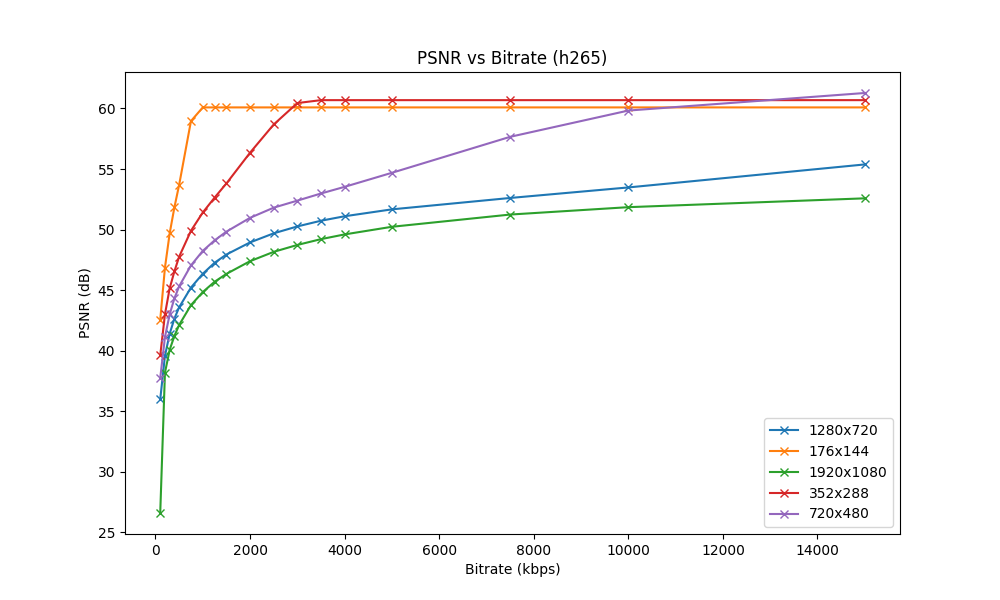 PSNR vs Bitrate (h265)
PSNR (dB)
60
55
50
45
40
35
30
25
0 2000 4000 6000 8000 10000 12000 14000
Bitrate (kbps)
1280x720
176x144
1920x1080
352x288
720x480